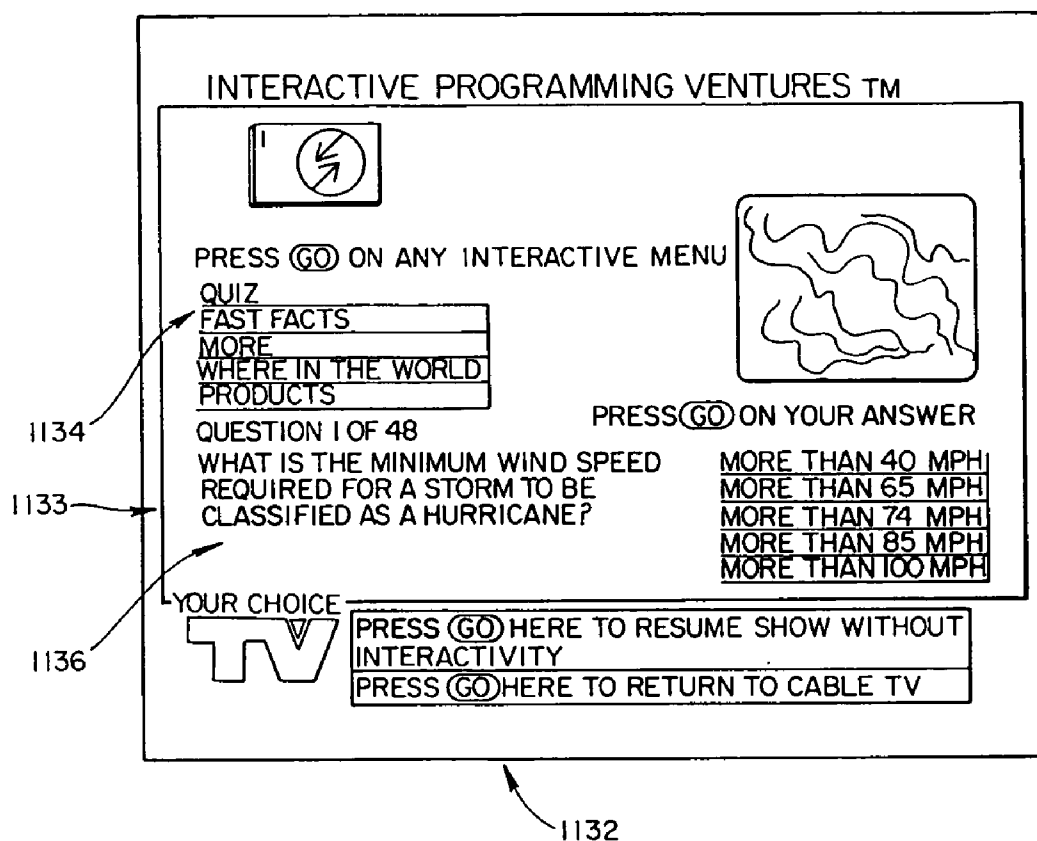 INTERACTIVE PROGRAMMING VENTURES TM
I
PRESS GO ON ANY INTERACTIVE MENU
QUIZ
FAST FACTS
MORE
WHERE IN THE WORLD
PRODUCTS
1134
PRESS GO ON YOUR ANSWER
QUESTION 1 OF 48
WHAT IS THE MINIMUM WIND SPEED
REQUIRED FOR A STORM TO BE
CLASSIFIED AS A HURRICANE?
MORE THAN 40 MPH
MORE THAN 65 MPH
MORE THAN 74 MPH
MORE THAN 85 MPH
MORE THAN 100 MPH
1133
1136
YOUR CHOICE
TV
PRESS GO HERE TO RESUME SHOW WITHOUT
INTERACTIVITY
PRESS GO HERE TO RETURN TO CABLE TV
1132